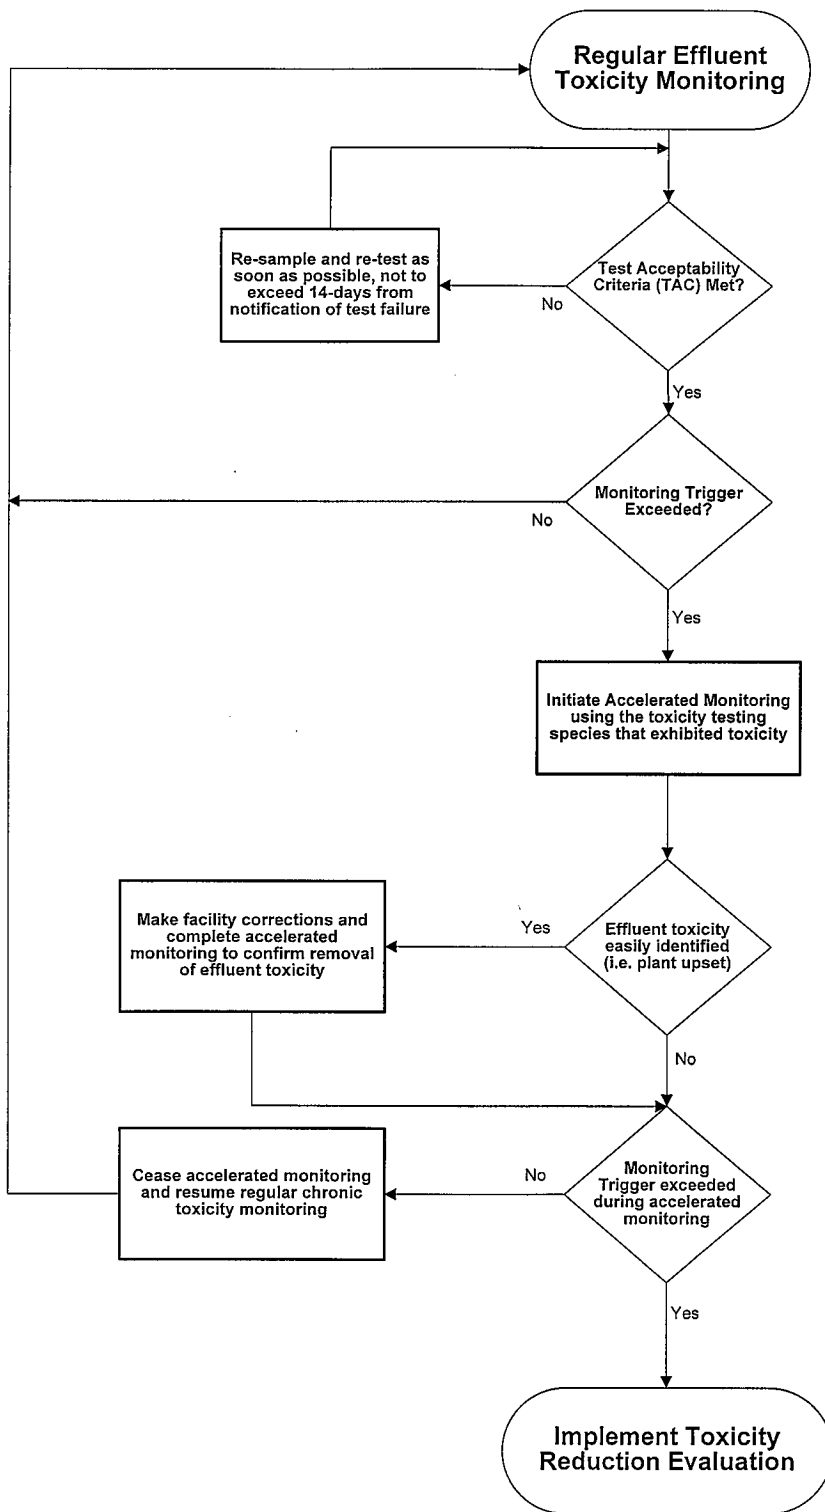 Regular Effluent
Toxicity Monitoring
Re-sample and re-test as
soon as possible, not to
exceed 14-days from
notification of test failure
Test Acceptability
Criteria (TAC) Met?
No
Yes
Monitoring Trigger
Exceeded?
No
Yes
Initiate Accelerated Monitoring
using the toxicity testing
species that exhibited toxicity
Make facility corrections and
complete accelerated
monitoring to confirm removal
of effluent toxicity
Yes
Effluent toxicity
easily identified
(i.e. plant upset)
No
Cease accelerated monitoring
and resume regular chronic
toxicity monitoring
No
Monitoring
Trigger exceeded
during accelerated
monitoring
Yes
Implement Toxicity
Reduction Evaluation